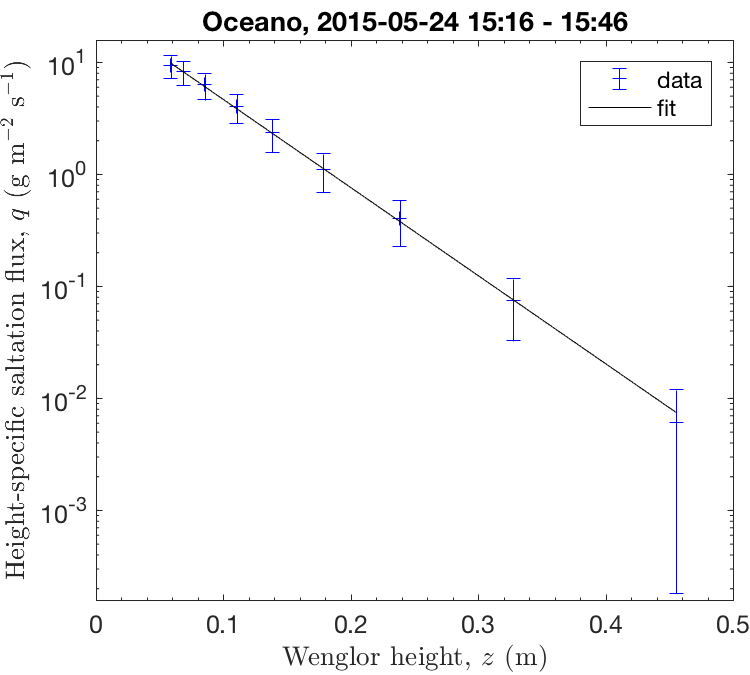 Oceano, 2015-05-24 15:16 - 15:46
Height-specific saltation flux, q (g m⁻² s⁻¹)
10¹
10⁰
10⁻¹
10⁻²
10⁻³
data
fit
0 0.1 0.2 0.3 0.4 0.5
Wenglor height, z (m)